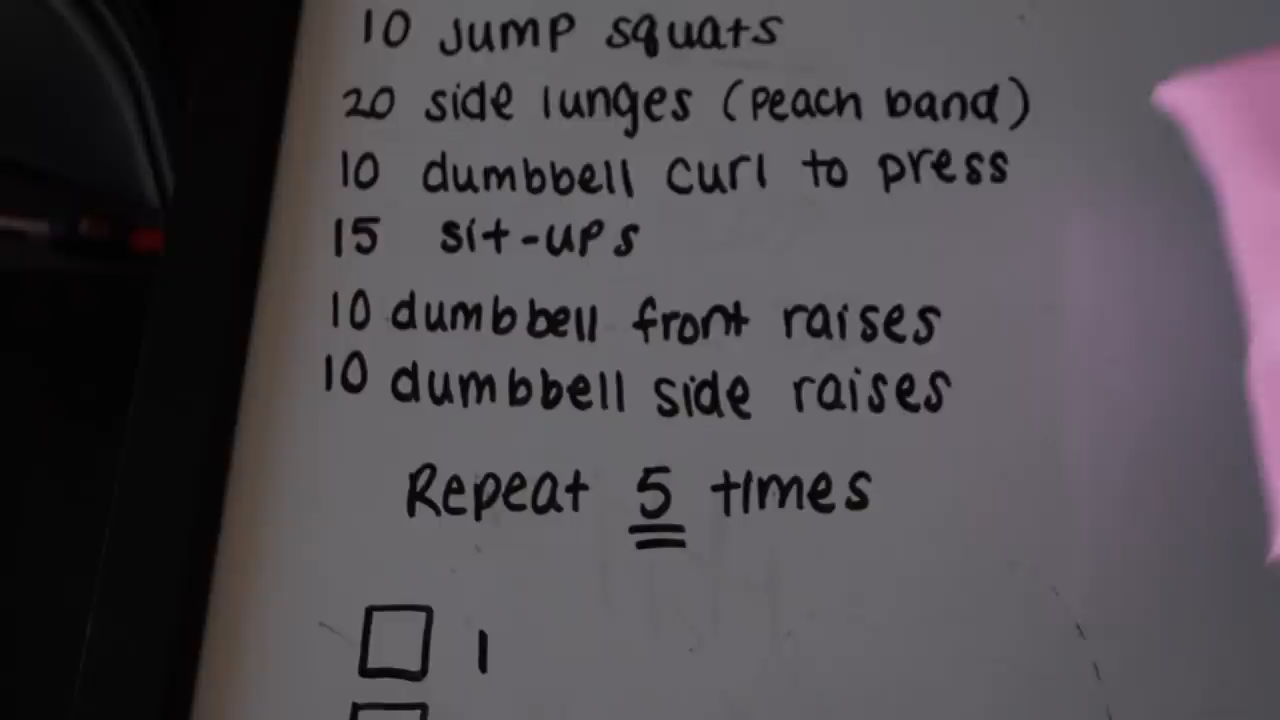 10 Jump squats
20 side lunges (Peach band)
10 dumbbell curl to press
15 sit-ups
10 dumbbell front raises
10 dumbbell side raises
Repeat 5 times
1